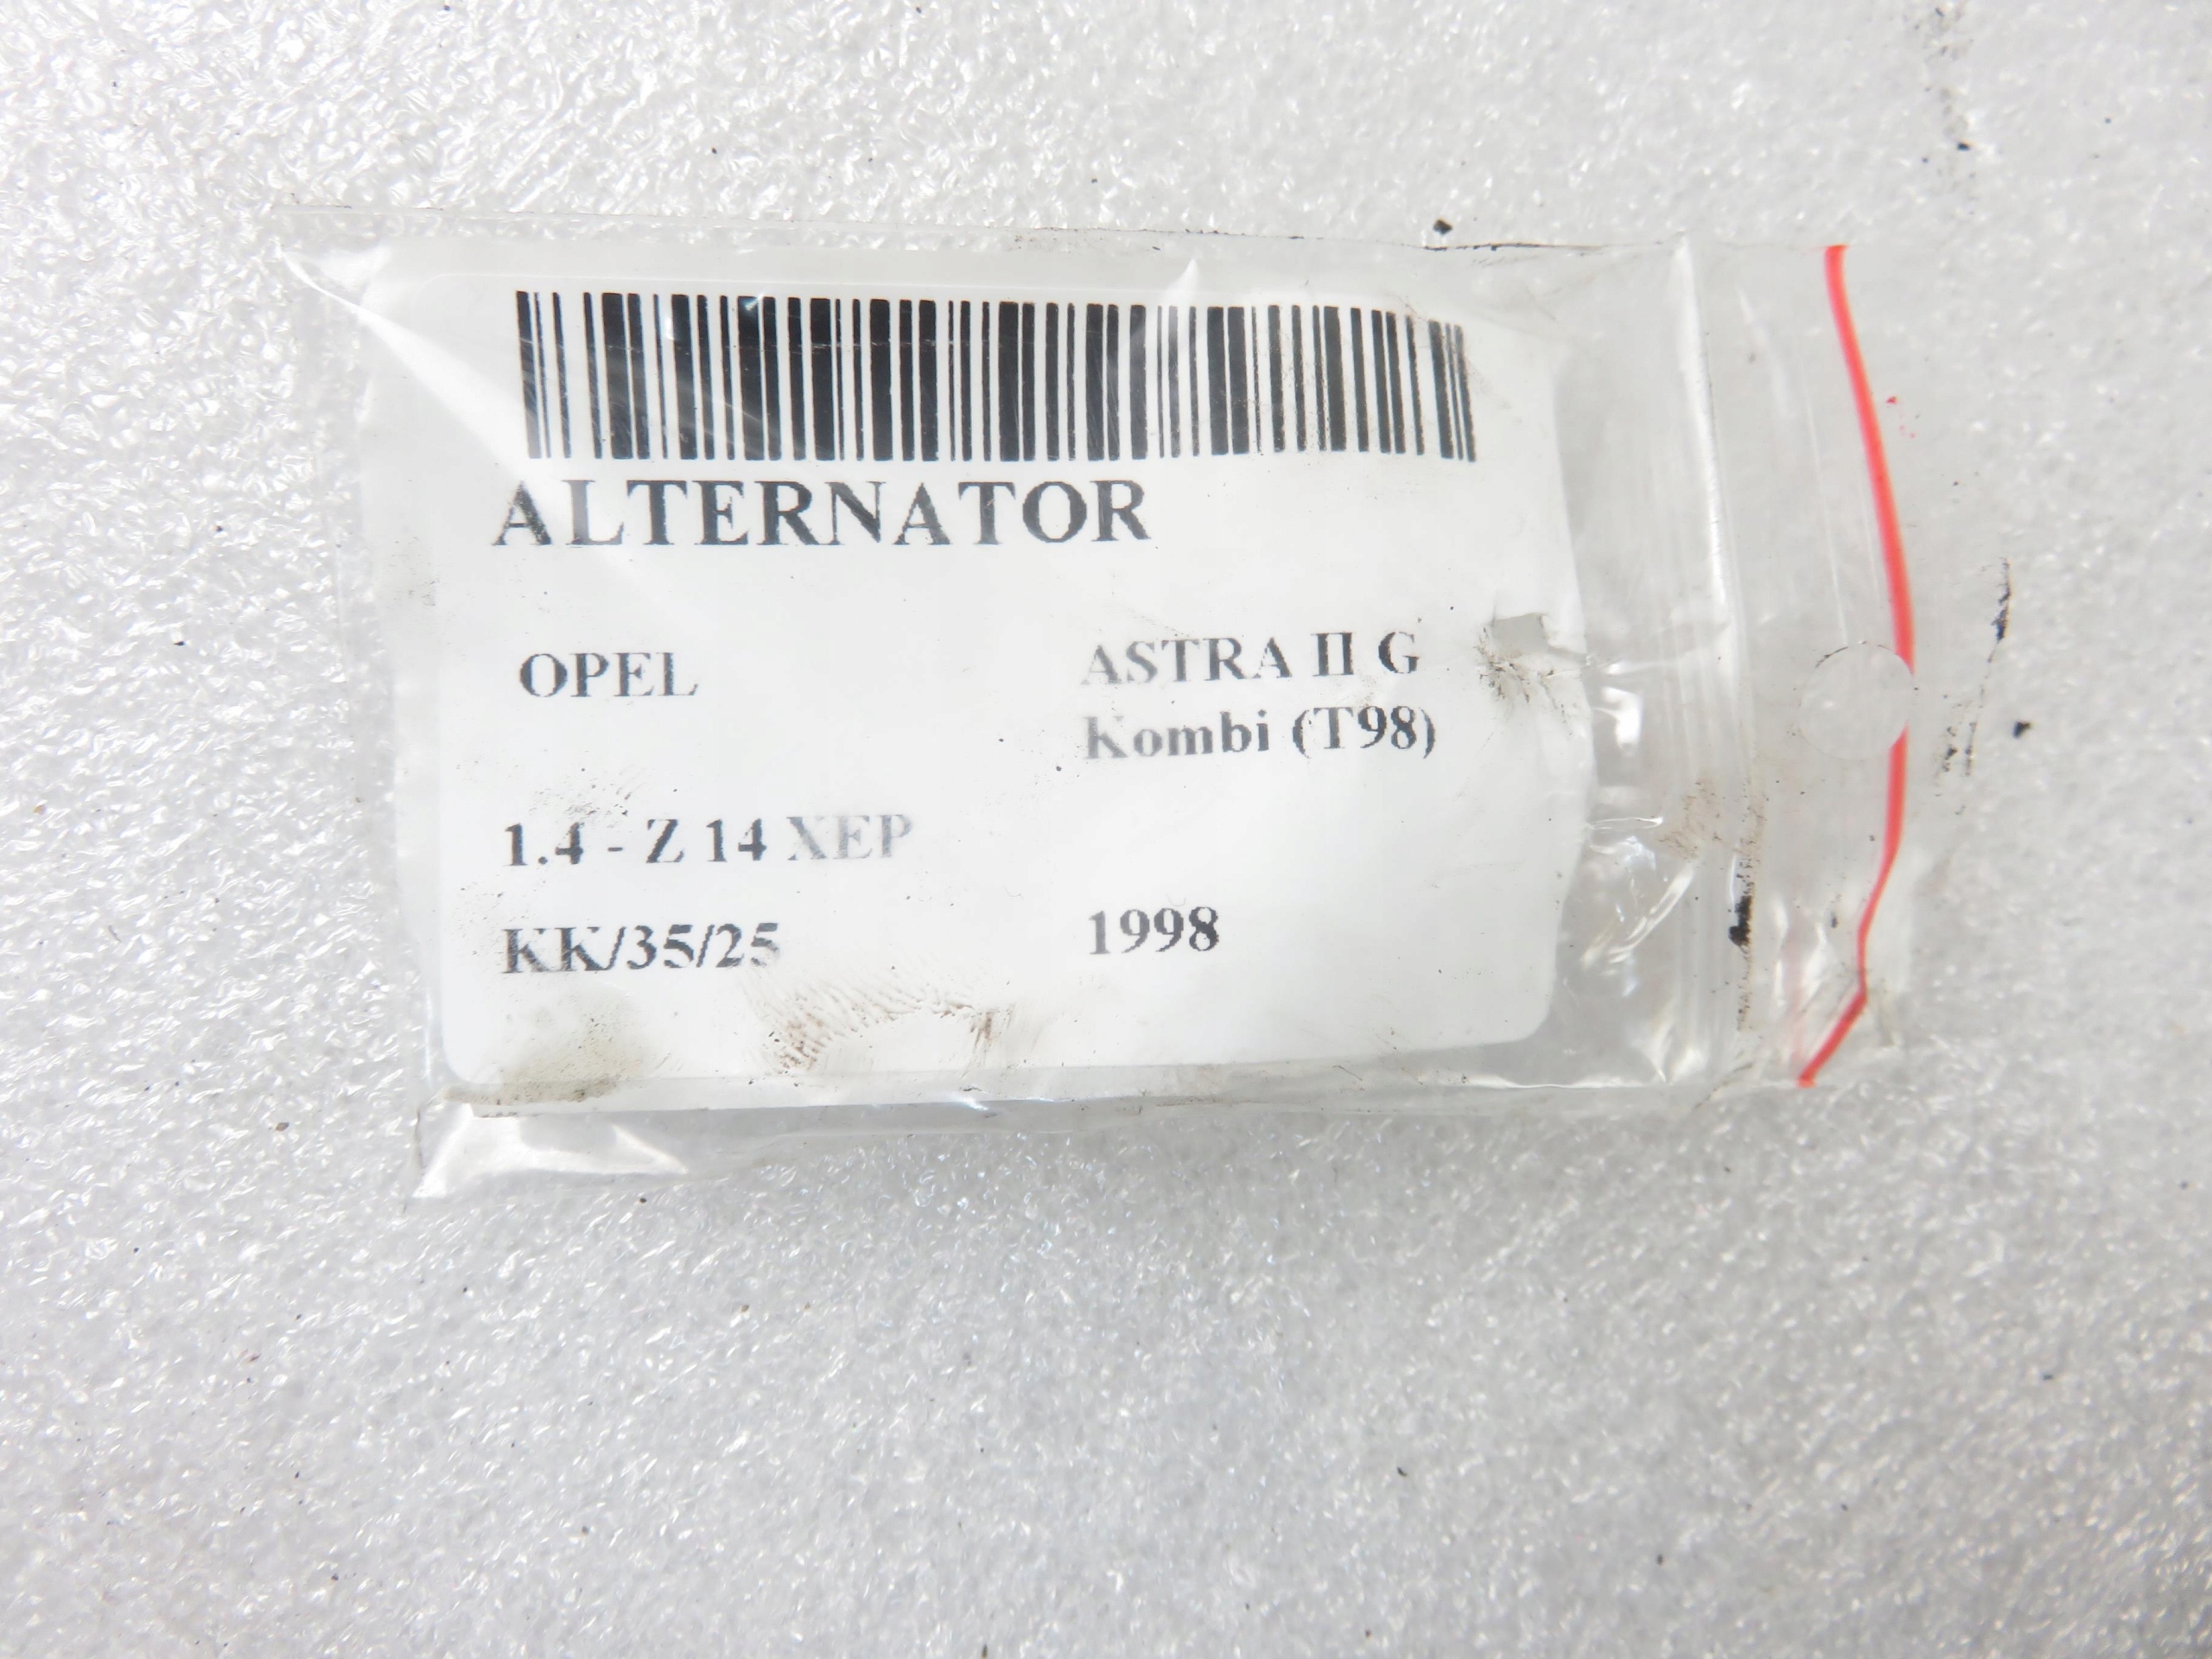 ALTERNATOR
OPEL
ASTRA II G
Kombi (T98)
1.4 - Z 14 XEP
KK/35/25
1998